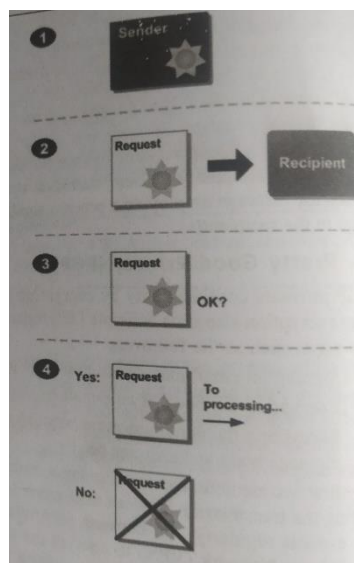 1
Sender
2
Request
Recipient
3
Request
OK?
4
Yes:
Request
To
processing...
No:
Request